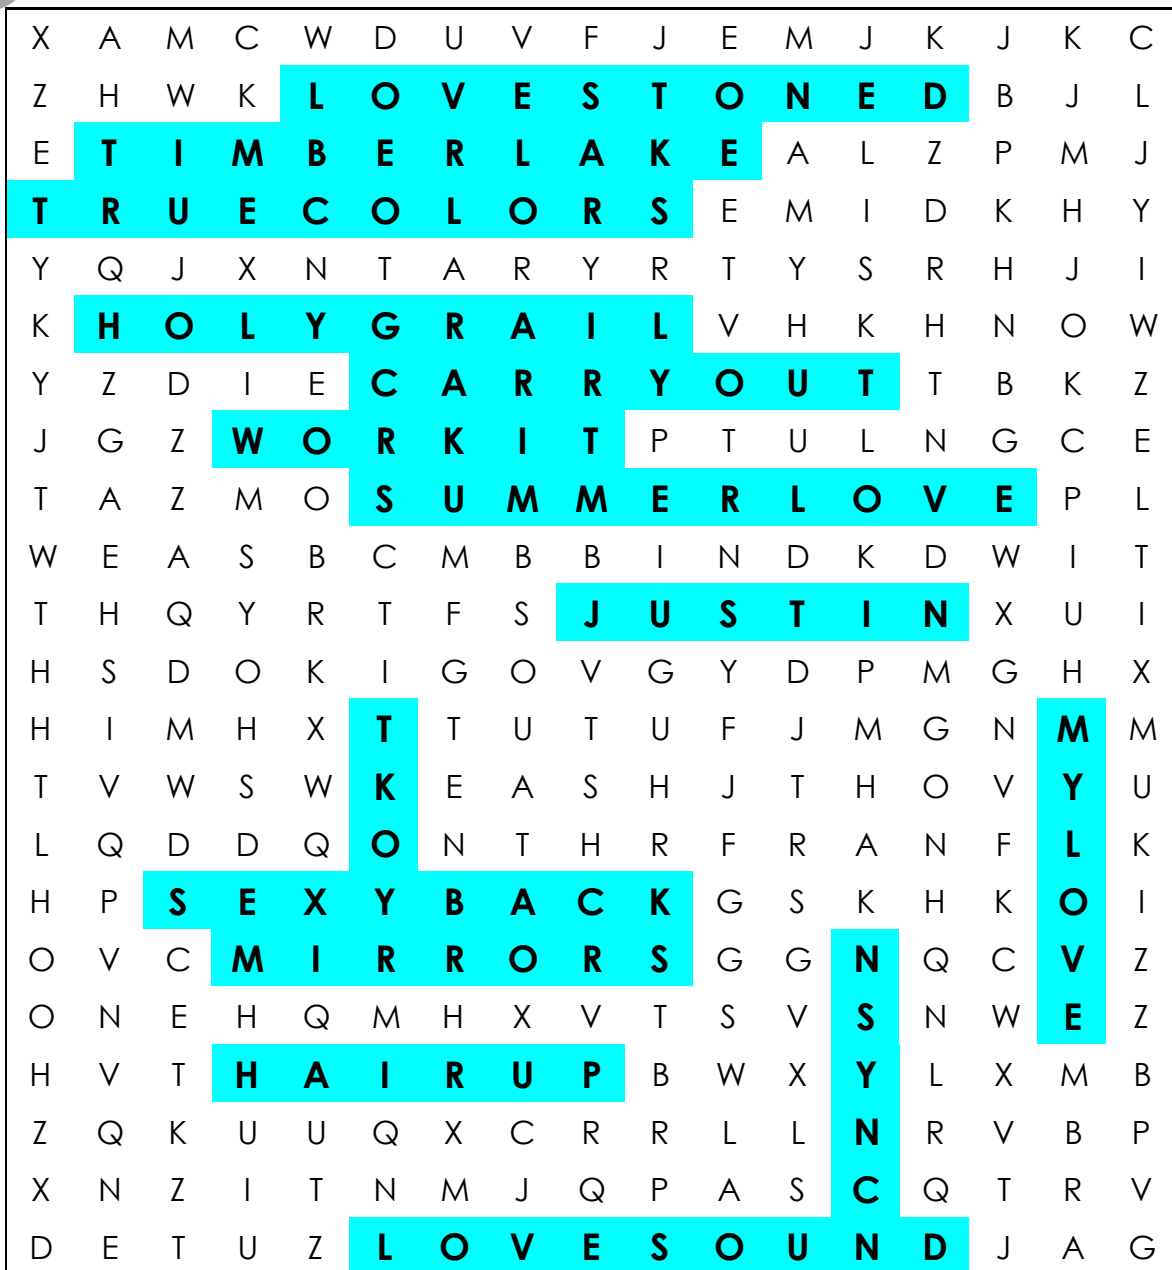 X A M C W D U V F J E M J K J K C
Z H W K L O V E S T O N E D B J L
E T I M B E R L A K E A L Z P M J
T R U E C O L O R S E M I D K H Y
Y Q J X N T A R Y R T Y S R H J I
K H O L Y G R A I L V H K H N O W
Y Z D I E C A R R Y O U T T B K Z
J G Z W O R K I T P T U L N G C E
T A Z M O S U M M E R L O V E P L
W E A S B C M B B I N D K D W I T
T H Q Y R T F S J U S T I N X U I
H S D O K I G O V G Y D P M G H X
H I M H X T T U T U F J M G N M M
T V W S W K E A S H J T H O V Y U
L Q D D Q O N T H R F R A N F L K
H P S E X Y B A C K G S K H K O I
O V C M I R R O R S G G N Q C V Z
O N E H Q M H X V T S V S N W E Z
H V T H A I R U P B W X Y L X M B
Z Q K U U Q X C R R L L N R V B P
X N Z I T N M J Q P A S C Q T R V
D E T U Z L O V E S O U N D J A G